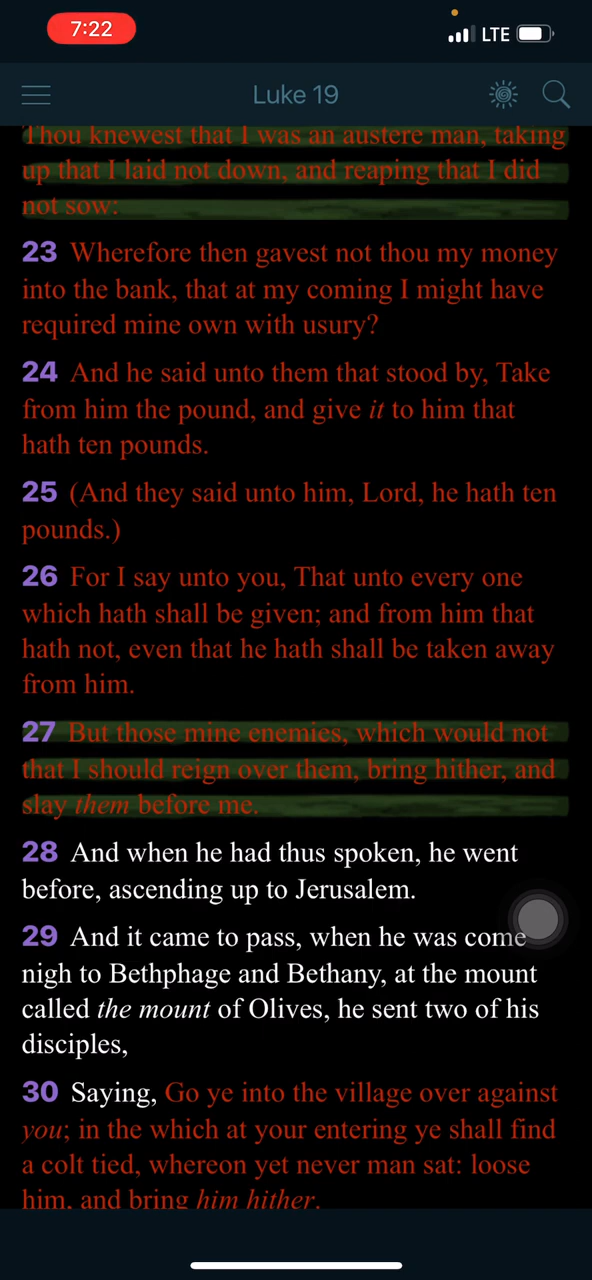 7:22
LTE
Luke 19
Thou knewest that I was an austere man, taking
up that I laid not down, and reaping that I did
not sow:
23 Wherefore then gavest not thou my money
into the bank, that at my coming I might have
required mine own with usury?
24 And he said unto them that stood by, Take
from him the pound, and give it to him that
hath ten pounds.
25 (And they said unto him, Lord, he hath ten
pounds.)
26 For I say unto you, That unto every one
which hath shall be given; and from him that
hath not, even that he hath shall be taken away
from him.
27 But those mine enemies, which would not
that I should reign over them, bring hither, and
slay them before me.
28 And when he had thus spoken, he went
before, ascending up to Jerusalem.
29 And it came to pass, when he was come
nigh to Bethphage and Bethany, at the mount
called the mount of Olives, he sent two of his
disciples,
30 Saying, Go ye into the village over against
you; in the which at your entering ye shall find
a colt tied, whereon yet never man sat: loose
him, and bring him hither.